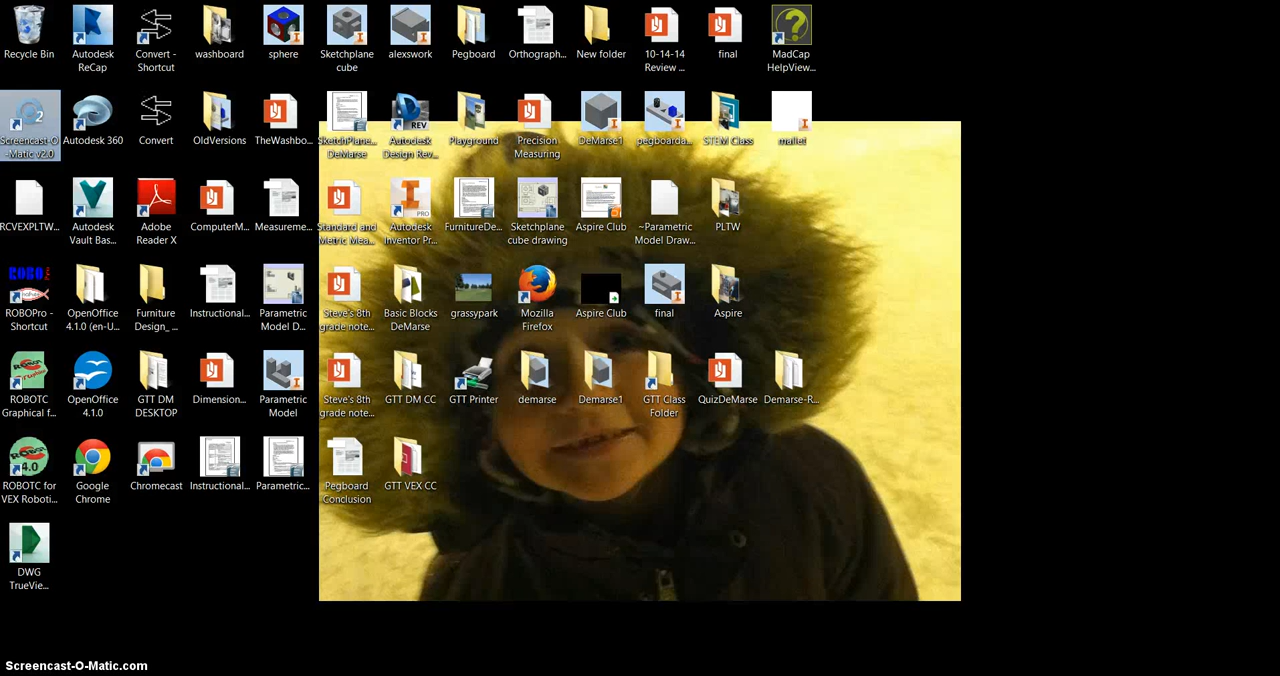 Recycle Bin
Autodesk
ReCap
Convert -
Shortcut
washboard
sphere
Sketchplane
cube
alexswork
Pegboard
Orthograph...
New folder
10-14-14
Review ...
final
MadCap
HelpView...
Screencast-O
-Matic v2.0
Autodesk 360
Convert
OldVersions
TheWashbo...
SketchPlane...
DeMarse
Autodesk
Design Rev...
Playground
Precision
Measuring
DeMarse1
pegboarda...
STEM Class
mallet
RCVEXPLTW...
Autodesk
Vault Bas...
Adobe
Reader X
ComputerM...
Measureme...
Standard and
Metric Mea...
Autodesk
Inventor Pr...
FurnitureDe...
Sketchplane
cube drawing
Aspire Club
~Parametric
Model Draw...
PLTW
ROBOPro -
Shortcut
OpenOffice
4.1.0 (en-U...
Furniture
Design_ ...
Instructional...
Parametric
Model D...
Steve's 8th
grade note...
Basic Blocks
DeMarse
grassypark
Mozilla
Firefox
Aspire Club
final
Aspire
ROBOTC
Graphical f...
OpenOffice
4.1.0
GTT DM
DESKTOP
Dimension...
Parametric
Model
Steve's 8th
grade note...
GTT DM CC
GTT Printer
demarse
Demarse1
GTT Class
Folder
QuizDeMarse
Demarse-R...
ROBOTC for
VEX Roboti...
Google
Chrome
Chromecast
Instructional...
Parametric...
Pegboard
Conclusion
GTT VEX CC
DWG
TrueVie...
Screencast-O-Matic.com